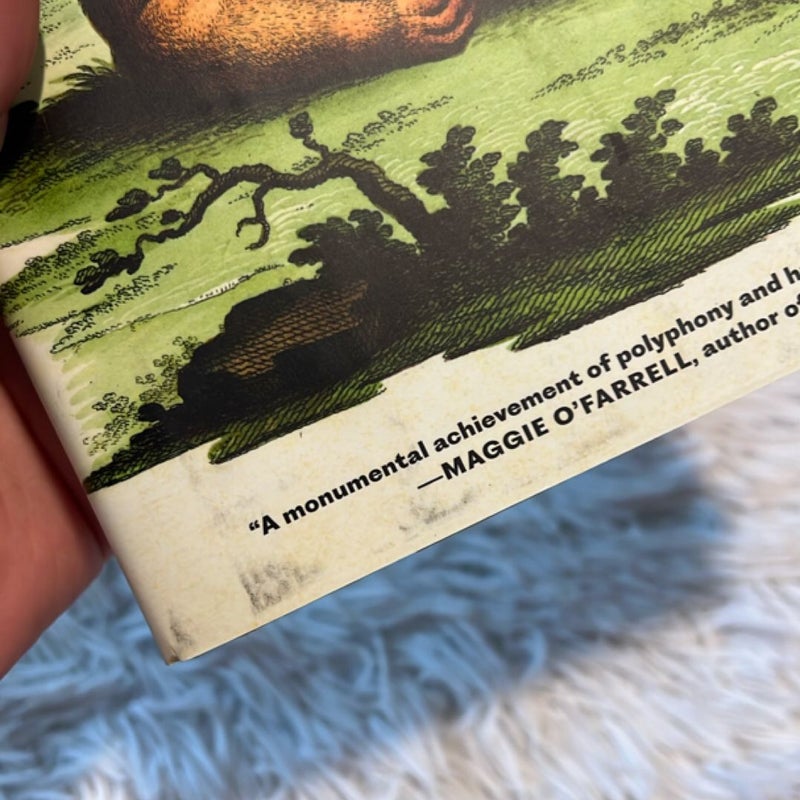 “A monumental achievement of polyphony and
—MAGGIE O’FARRELL, author of